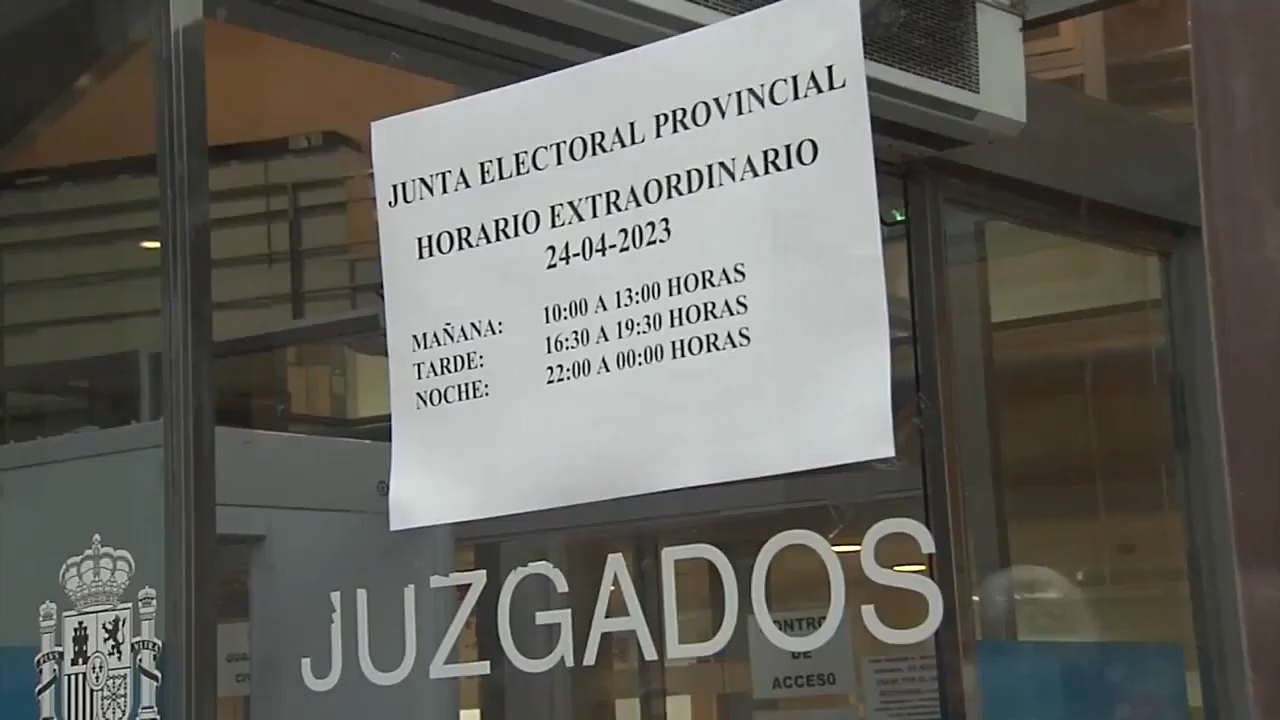 JUNTA ELECTORAL PROVINCIAL
HORARIO EXTRAORDINARIO
24-04-2023
MAÑANA: 10:00 A 13:00 HORAS
TARDE: 16:30 A 19:30 HORAS
NOCHE: 22:00 A 00:00 HORAS
JUZGADOS
DE
ACCESO